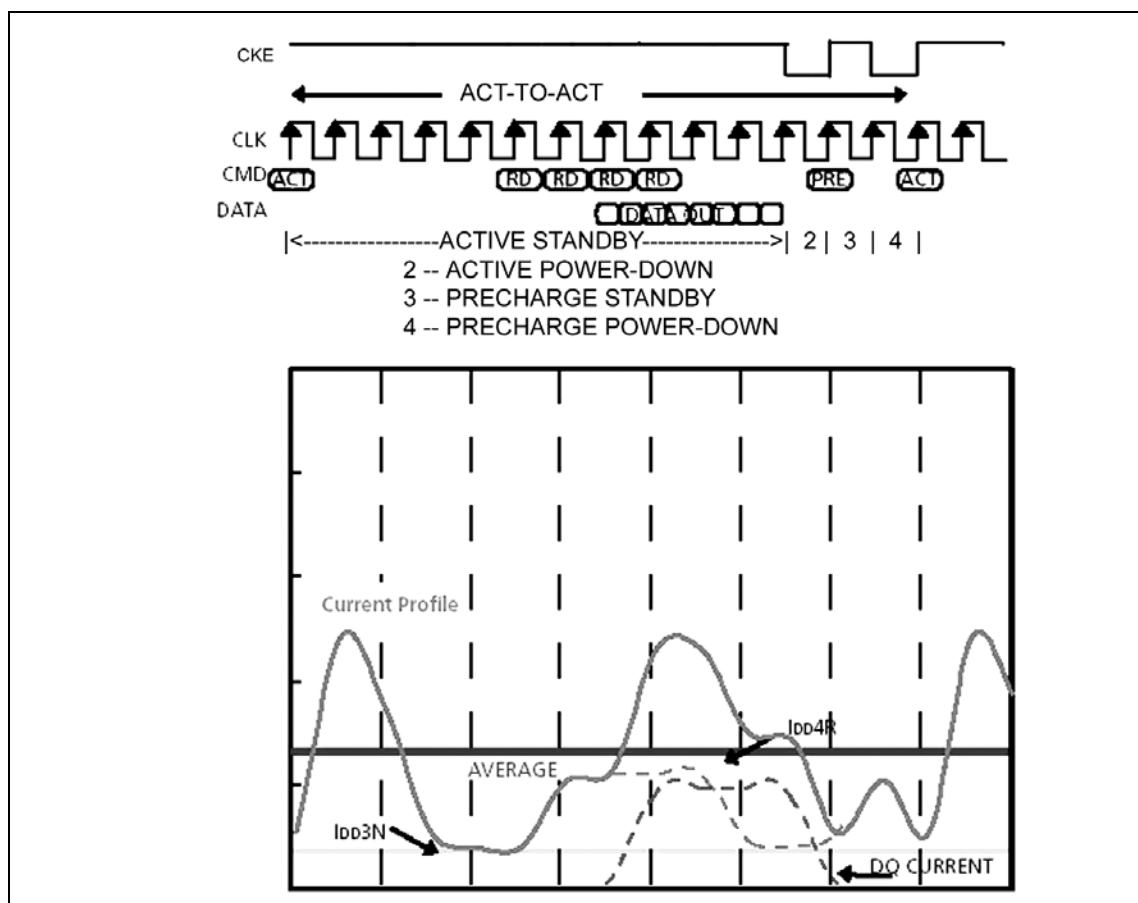 CKE
ACT-TO-ACT
CLK
CMD ACT RD RD RD RD PRE ACT
DATA DATA OUT
|<-----------------ACTIVE STANDBY--------------->| 2 | 3 | 4 |
2 -- ACTIVE POWER-DOWN
3 -- PRECHARGE STANDBY
4 -- PRECHARGE POWER-DOWN
Current Profile
IDD4R
AVERAGE
IDD3N
DQ CURRENT